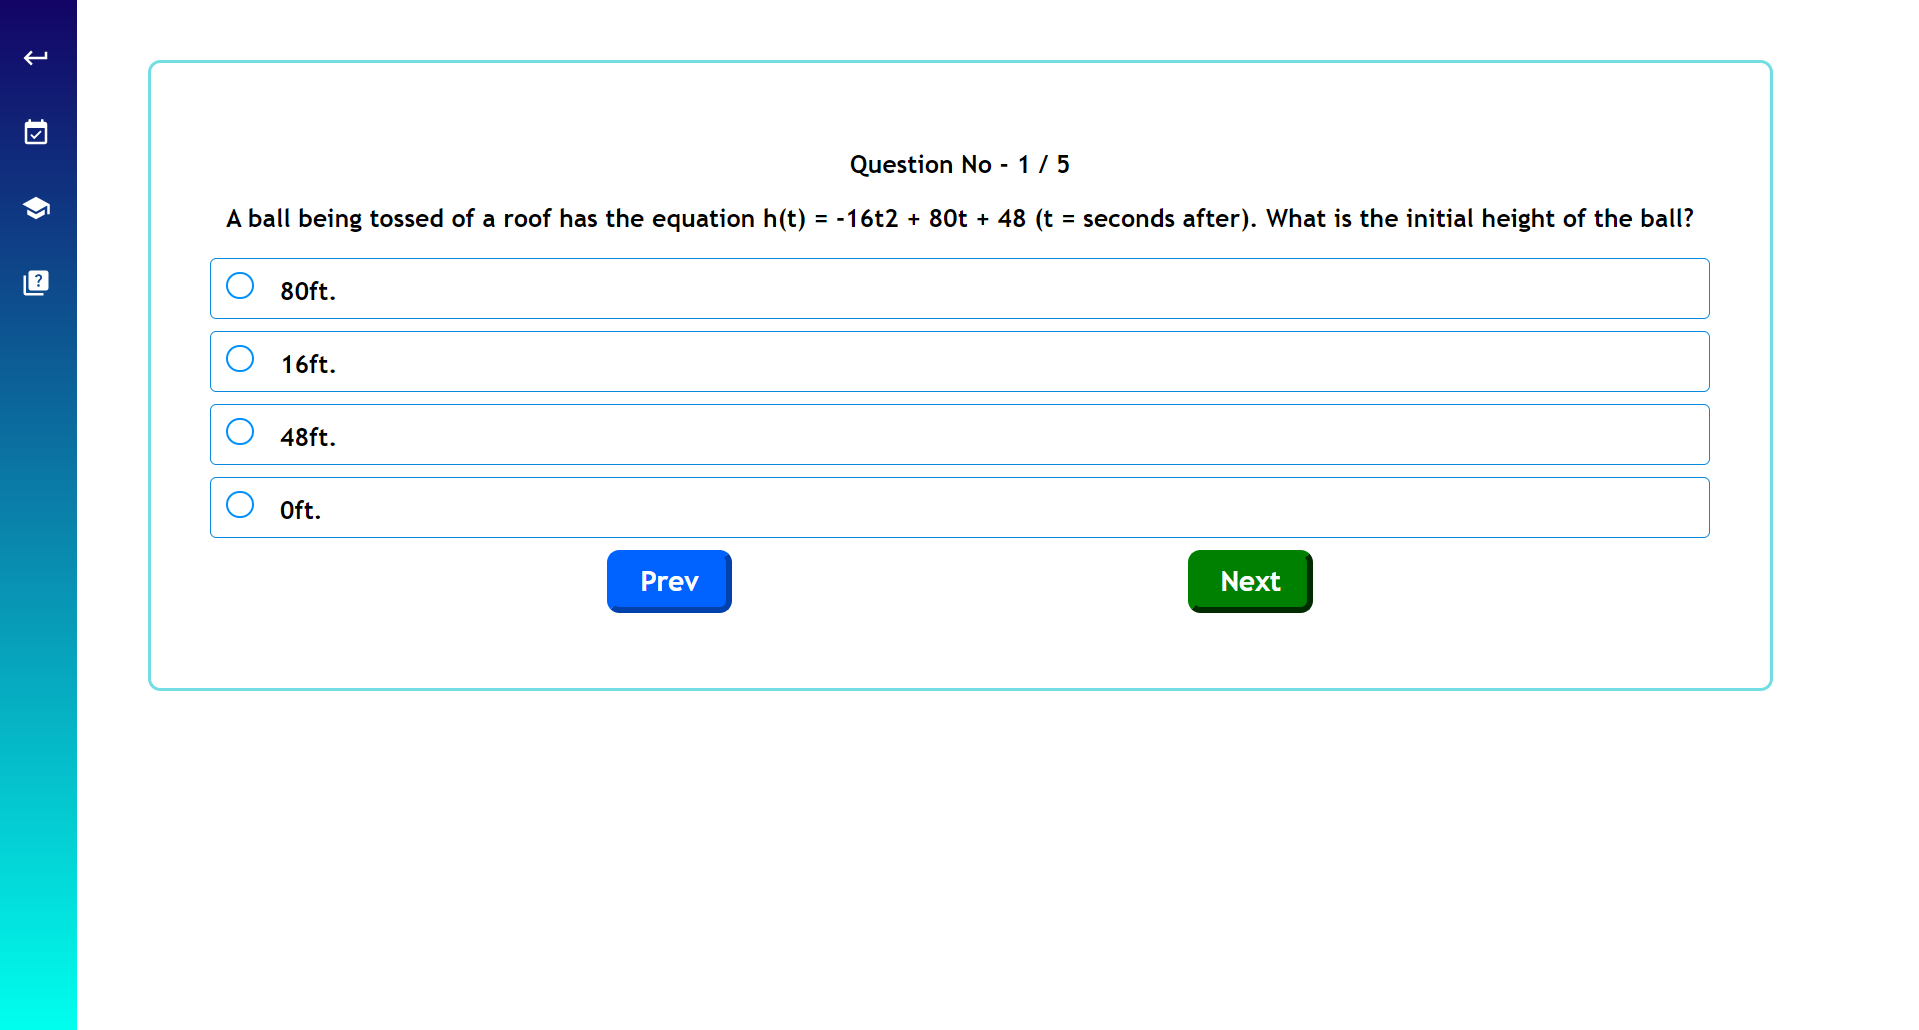 Question No - 1 / 5
A ball being tossed of a roof has the equation h(t) = -16t2 + 80t + 48 (t = seconds after). What is the initial height of the ball?
80ft.
16ft.
48ft.
0ft.
Prev
Next